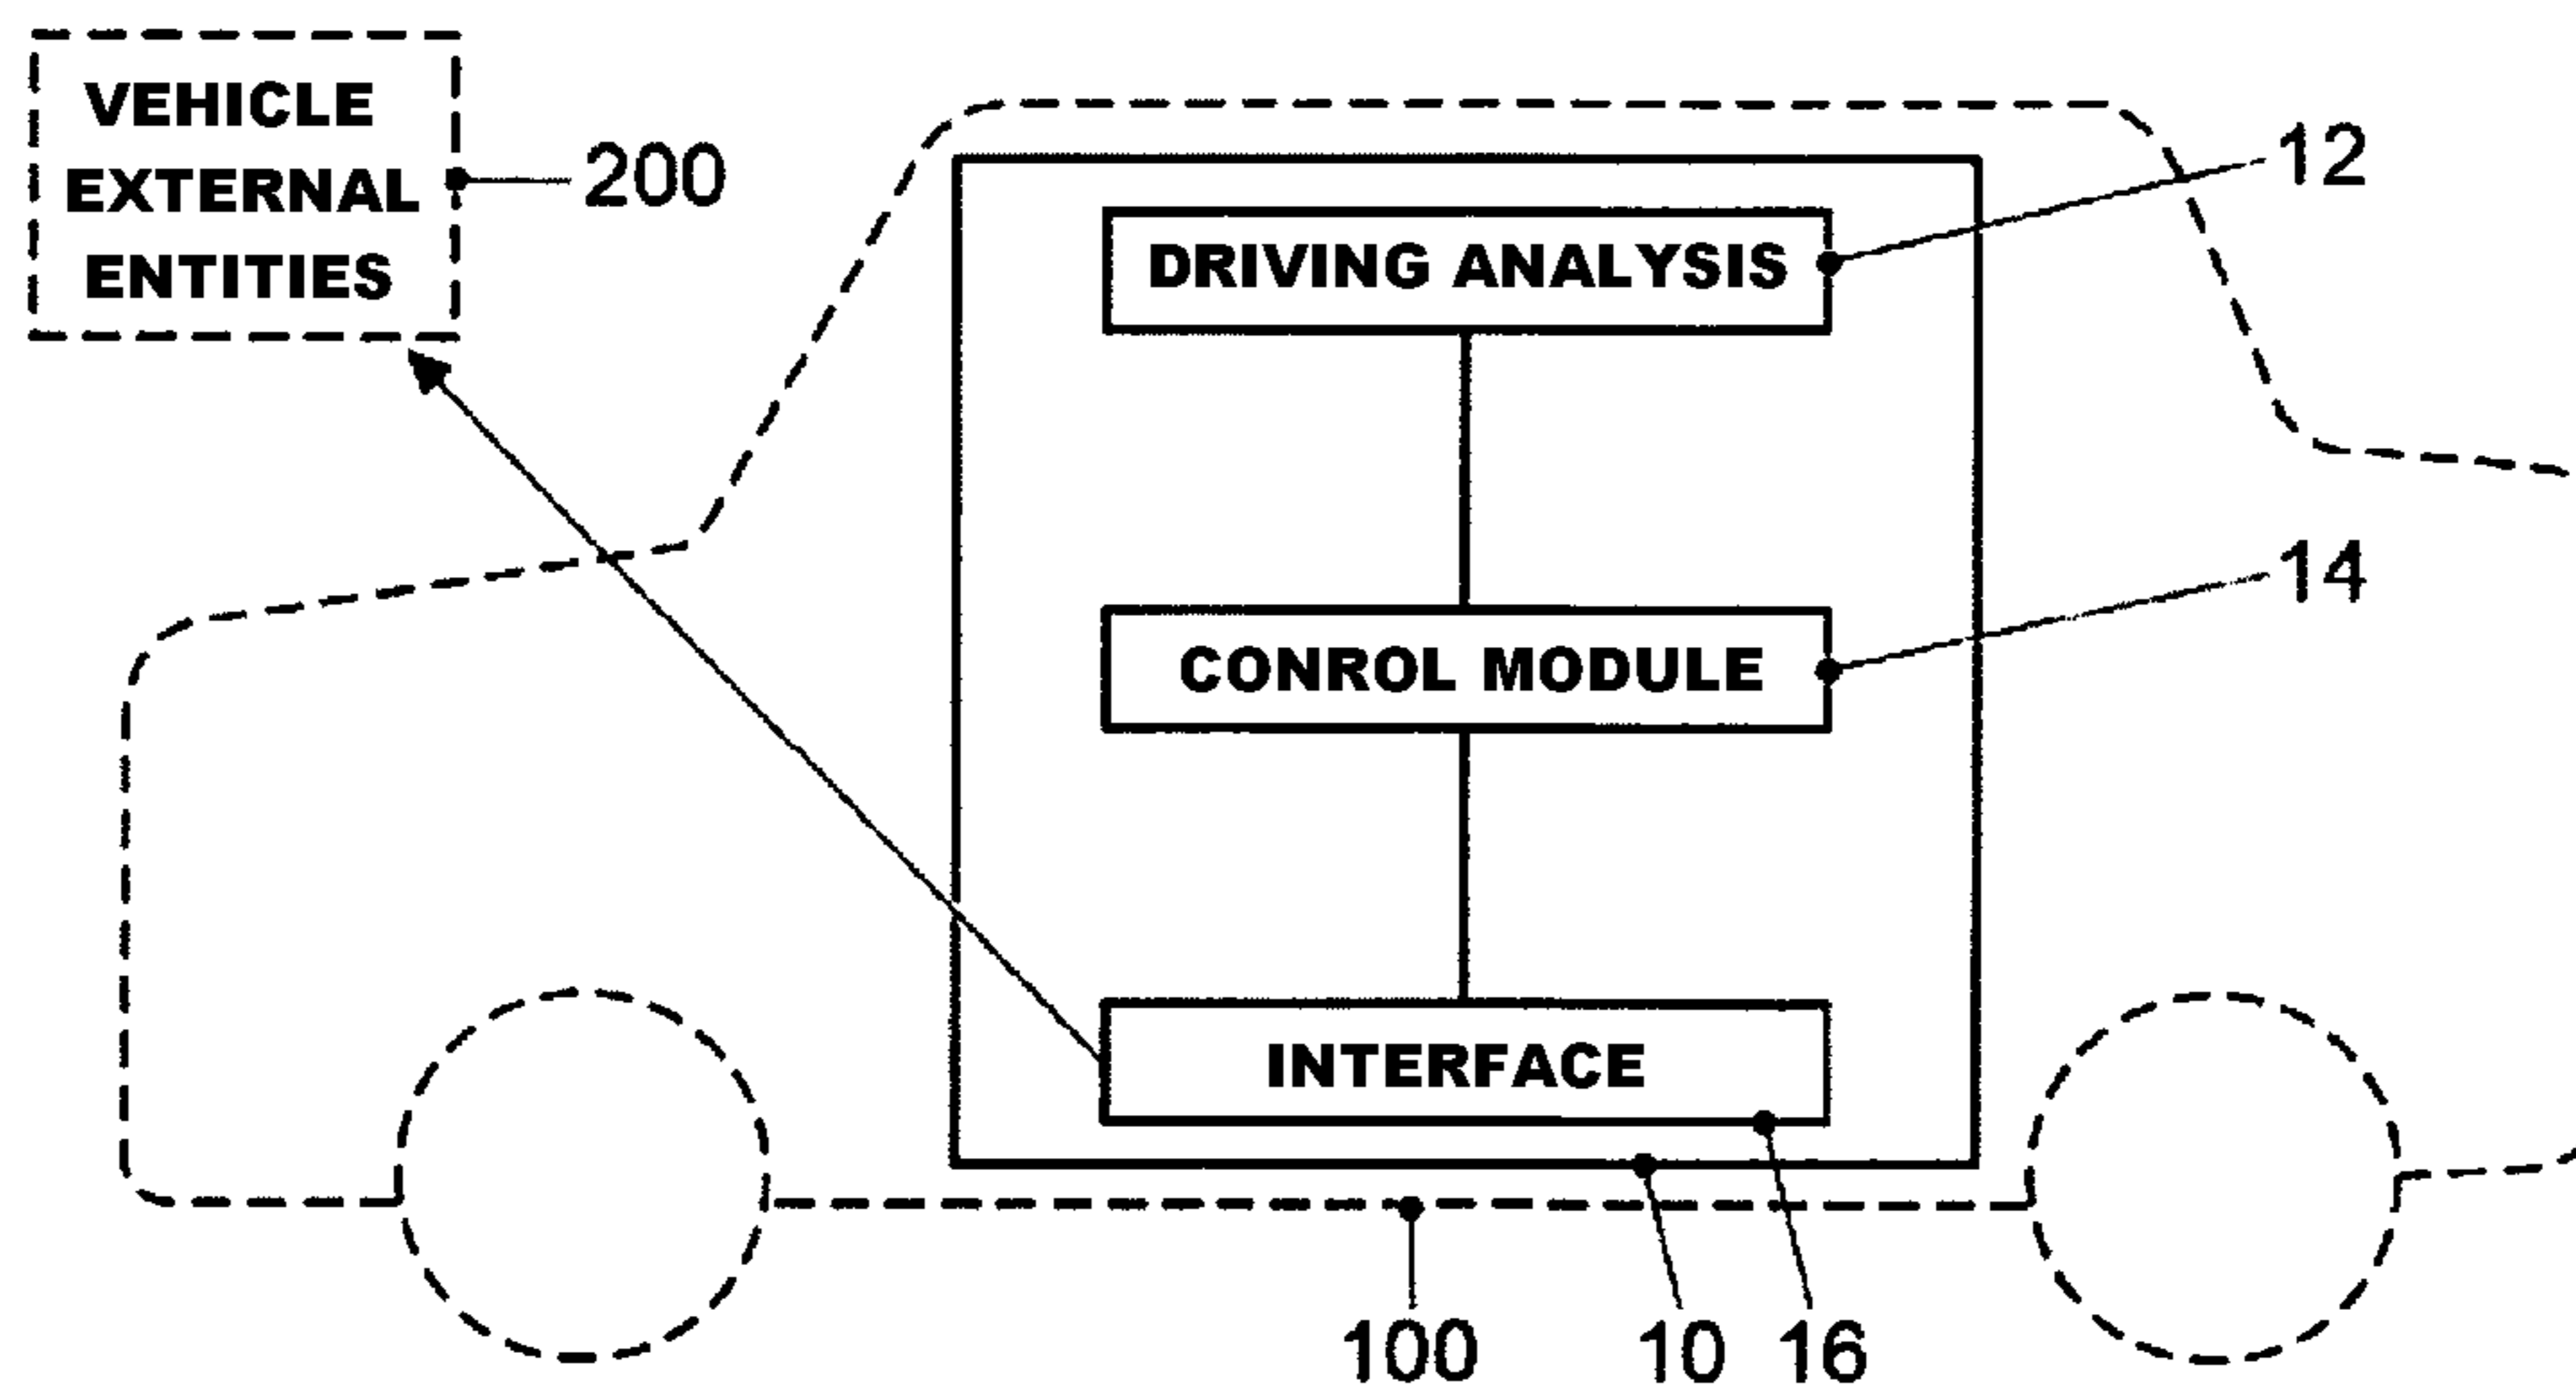 VEHICLE
EXTERNAL
ENTITIES
200
12
DRIVING ANALYSIS
14
CONROL MODULE
INTERFACE
100
10
16